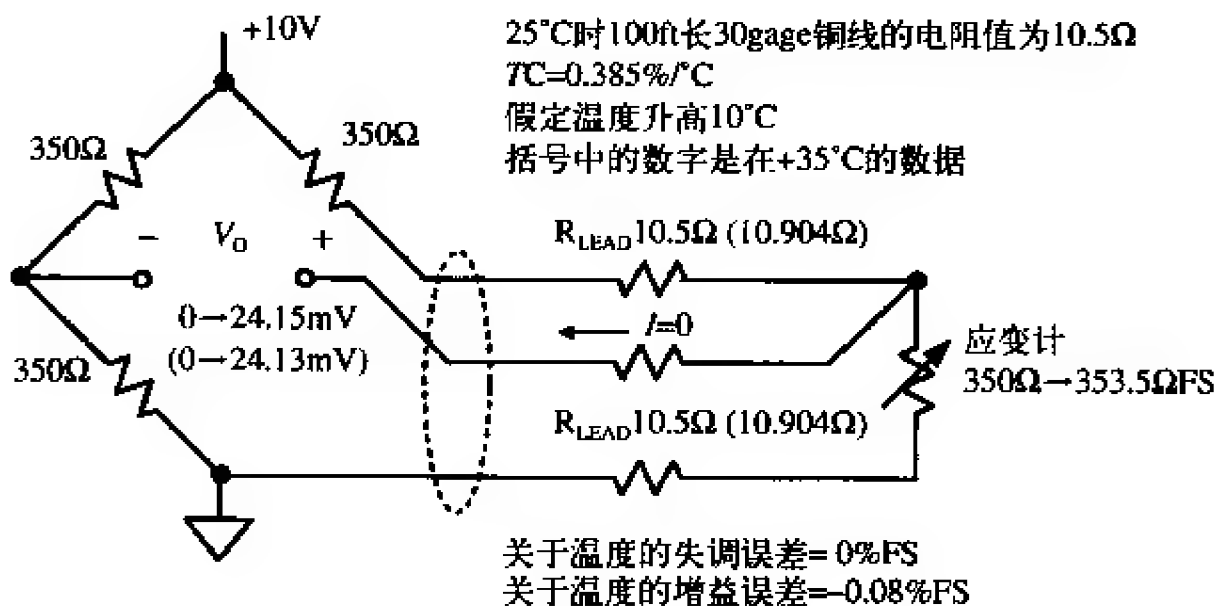 +10V
25°C时100ft长30gage铜线的电阻值为10.5Ω
TC=0.385%/°C
假定温度升高10°C
括号中的数字是在+35°C的数据
350Ω
350Ω
R_LEAD 10.5Ω (10.904Ω)
− V_O +
0→24.15mV
(0→24.13mV)
I=0
应变计
350Ω→353.5ΩFS
350Ω
R_LEAD 10.5Ω (10.904Ω)
关于温度的失调误差= 0%FS
关于温度的增益误差=–0.08%FS